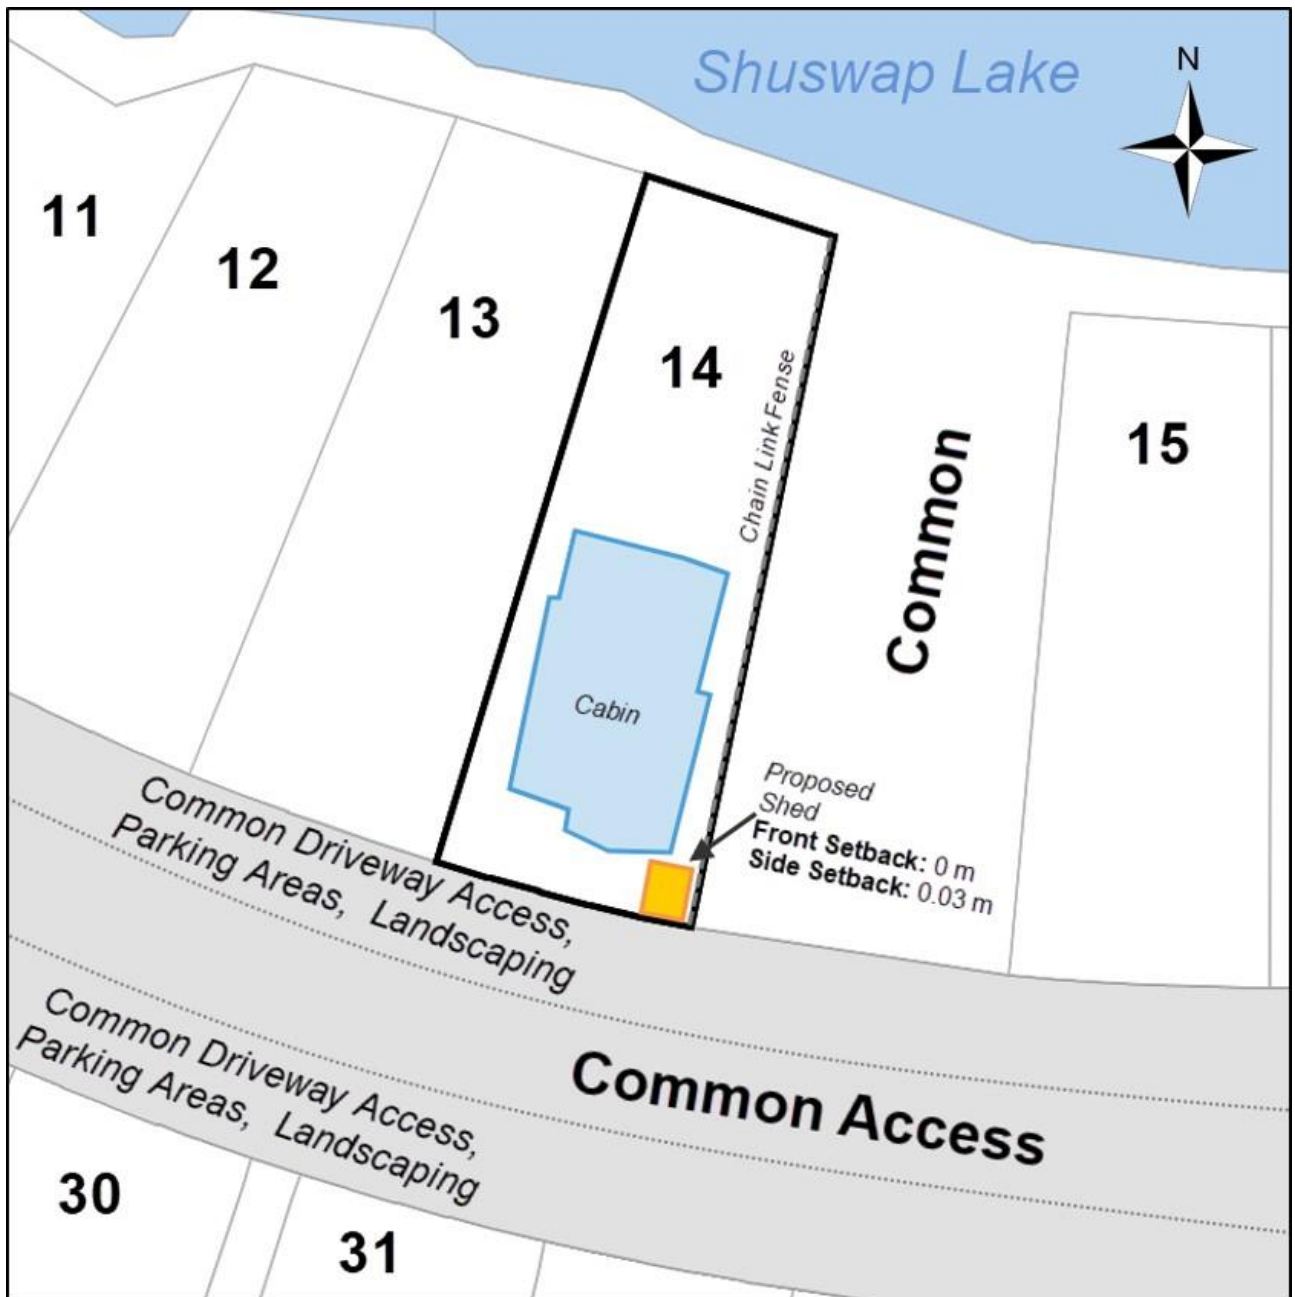 Shuswap Lake
N
11
12
13
14
15
Chain Link Fense
Common
Cabin
Proposed
Shed
Front Setback: 0 m
Side Setback: 0.03 m
Common Driveway Access,
Parking Areas, Landscaping
Common Access
Common Driveway Access,
Parking Areas, Landscaping
30
31